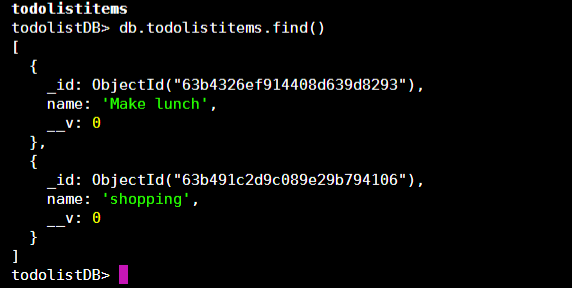 todolistitems
todolistDB> db.todolistitems.find()
[
  {
    _id: ObjectId("63b4326ef914408d639d8293"),
    name: 'Make lunch',
    __v: 0
  },
  {
    _id: ObjectId("63b491c2d9c089e29b794106"),
    name: 'shopping',
    __v: 0
  }
]
todolistDB>